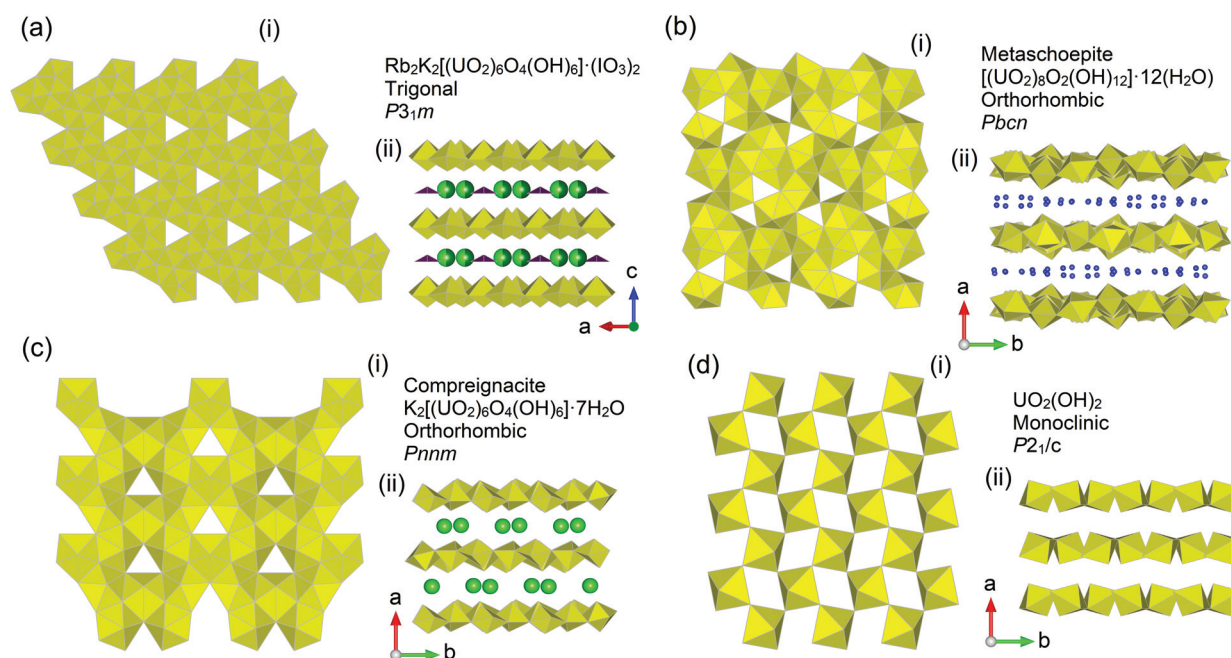 (a)
(i)
Rb₂K₂[(UO₂)₆O₄(OH)₆]·(IO₃)₂
Trigonal
P3₁m
(ii)
c
a
(b)
(i)
Metaschoepite
[(UO₂)₈O₂(OH)₁₂]·12(H₂O)
Orthorhombic
Pbcn
(ii)
a
b
(c)
(i)
Compreignacite
K₂[(UO₂)₆O₄(OH)₆]·7H₂O
Orthorhombic
Pnnm
(ii)
a
b
(d)
(i)
UO₂(OH)₂
Monoclinic
P2₁/c
(ii)
a
b